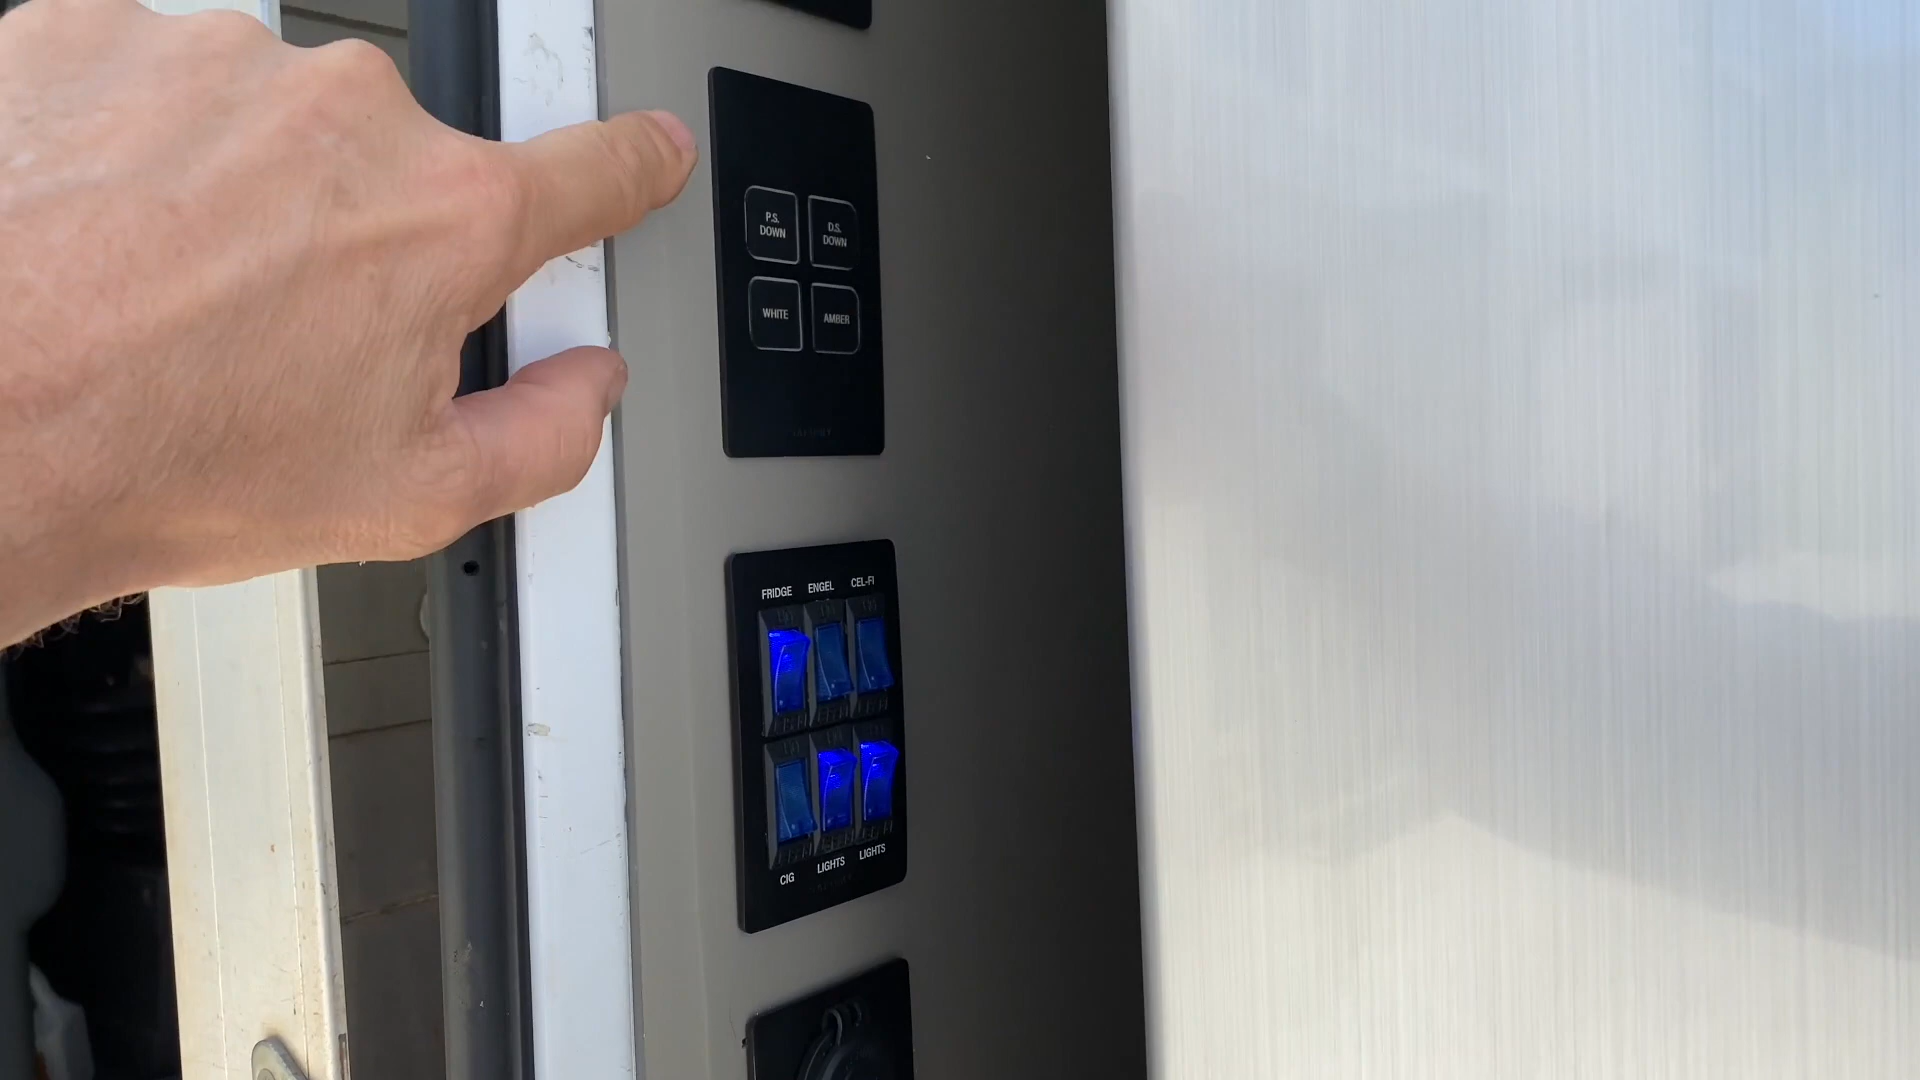 P.S.
DOWN
D.S.
DOWN
WHITE
AMBER
FRIDGE
ENGEL
CEL-FI
CIG
LIGHTS
LIGHTS